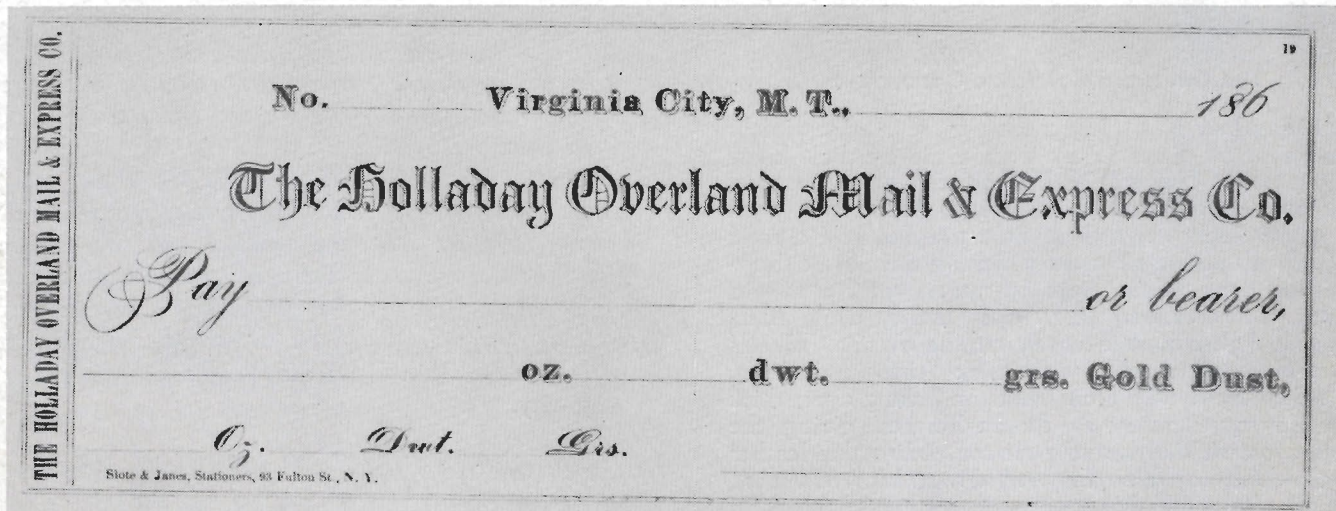 THE HOLLADAY OVERLAND MAIL & EXPRESS CO.
19
No. Virginia City, M. T., 186
The Holladay Overland Mail & Express Co.
Pay or bearer,
oz. dwt. grs. Gold Dust,
Oz. Dwt. Grs.
Slote & Janes, Stationers, 93 Fulton St., N. Y.